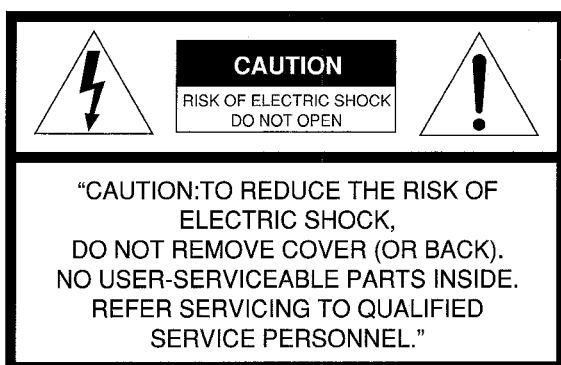 CAUTION
RISK OF ELECTRIC SHOCK
DO NOT OPEN
“CAUTION:TO REDUCE THE RISK OF
ELECTRIC SHOCK,
DO NOT REMOVE COVER (OR BACK).
NO USER-SERVICEABLE PARTS INSIDE.
REFER SERVICING TO QUALIFIED
SERVICE PERSONNEL.”